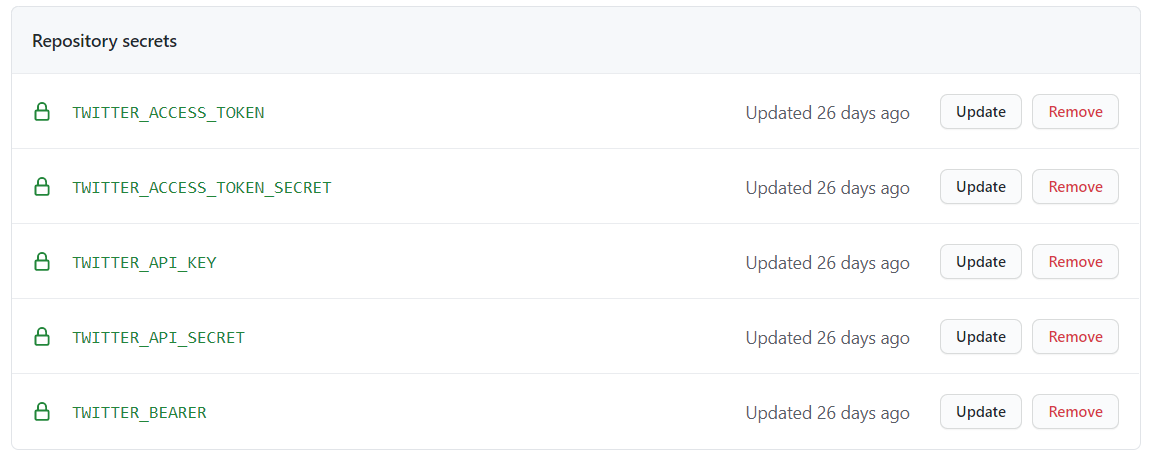 Repository secrets
TWITTER_ACCESS_TOKEN Updated 26 days ago Update Remove
TWITTER_ACCESS_TOKEN_SECRET Updated 26 days ago Update Remove
TWITTER_API_KEY Updated 26 days ago Update Remove
TWITTER_API_SECRET Updated 26 days ago Update Remove
TWITTER_BEARER Updated 26 days ago Update Remove